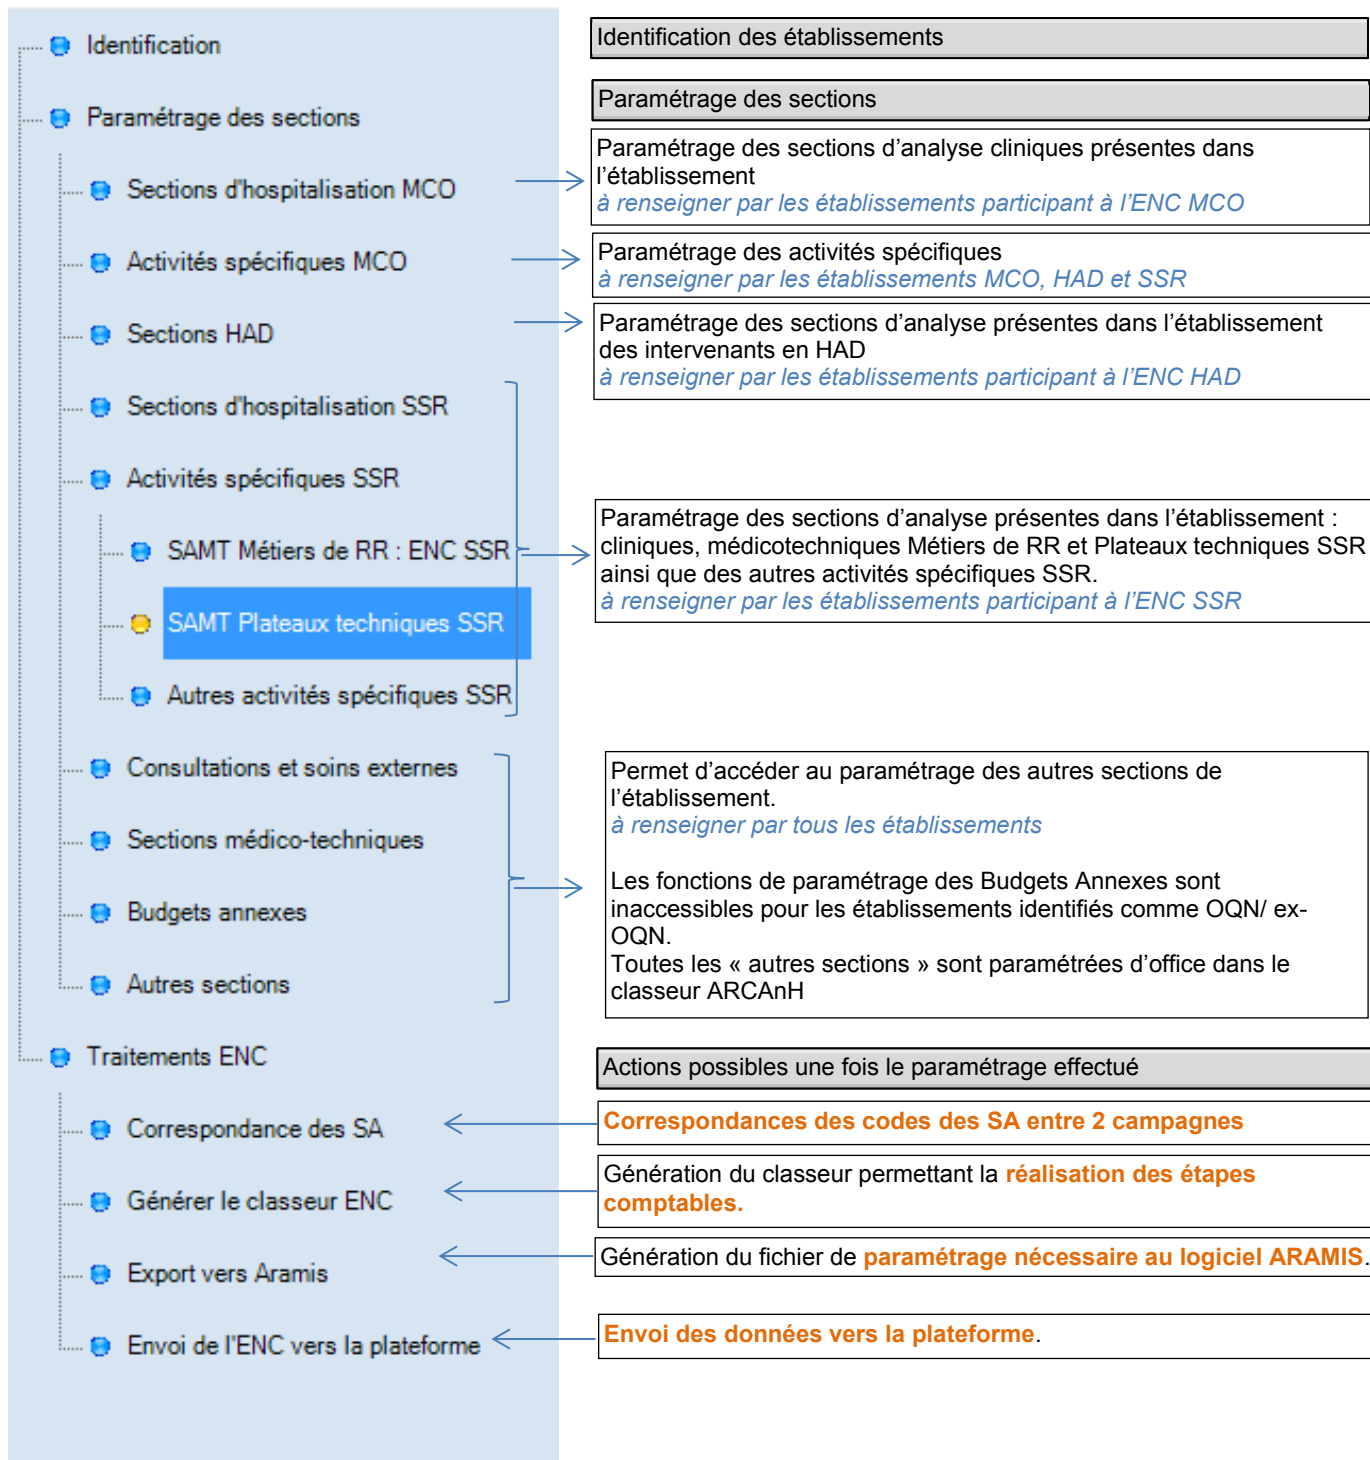 Identification
Identification des établissements
Paramétrage des sections
Paramétrage des sections
Sections d'hospitalisation MCO
Paramétrage des sections d’analyse cliniques présentes dans
l’établissement
à renseigner par les établissements participant à l’ENC MCO
Activités spécifiques MCO
Paramétrage des activités spécifiques
à renseigner par les établissements MCO, HAD et SSR
Sections HAD
Paramétrage des sections d’analyse présentes dans l’établissement
des intervenants en HAD
à renseigner par les établissements participant à l’ENC HAD
Sections d'hospitalisation SSR
Activités spécifiques SSR
SAMT Métiers de RR : ENC SSR
SAMT Plateaux techniques SSR
Autres activités spécifiques SSR
Paramétrage des sections d’analyse présentes dans l’établissement :
cliniques, médicotechniques Métiers de RR et Plateaux techniques SSR
ainsi que des autres activités spécifiques SSR.
à renseigner par les établissements participant à l’ENC SSR
Consultations et soins externes
Sections médico-techniques
Budgets annexes
Autres sections
Permet d’accéder au paramétrage des autres sections de
l’établissement.
à renseigner par tous les établissements
Les fonctions de paramétrage des Budgets Annexes sont
inaccessibles pour les établissements identifiés comme OQN/ ex-
OQN.
Toutes les « autres sections » sont paramétrées d’office dans le
classeur ARCAnH
Traitements ENC
Actions possibles une fois le paramétrage effectué
Correspondance des SA
Correspondances des codes des SA entre 2 campagnes
Générer le classeur ENC
Génération du classeur permettant la réalisation des étapes
comptables.
Export vers Aramis
Génération du fichier de paramétrage nécessaire au logiciel ARAMIS.
Envoi de l'ENC vers la plateforme
Envoi des données vers la plateforme.